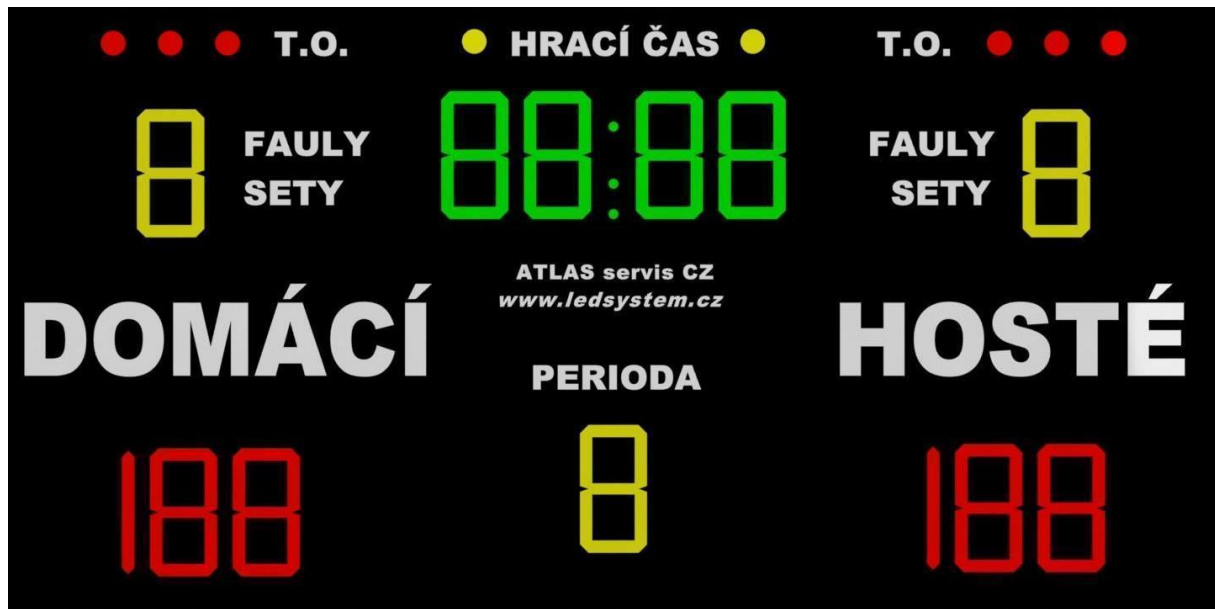 T.O. HRACÍ ČAS T.O.
8 FAULY 88:88 FAULY 8
SETY SETY
ATLAS servis CZ
www.ledsystem.cz
DOMÁCÍ HOSTÉ
PERIODA
188 8 188